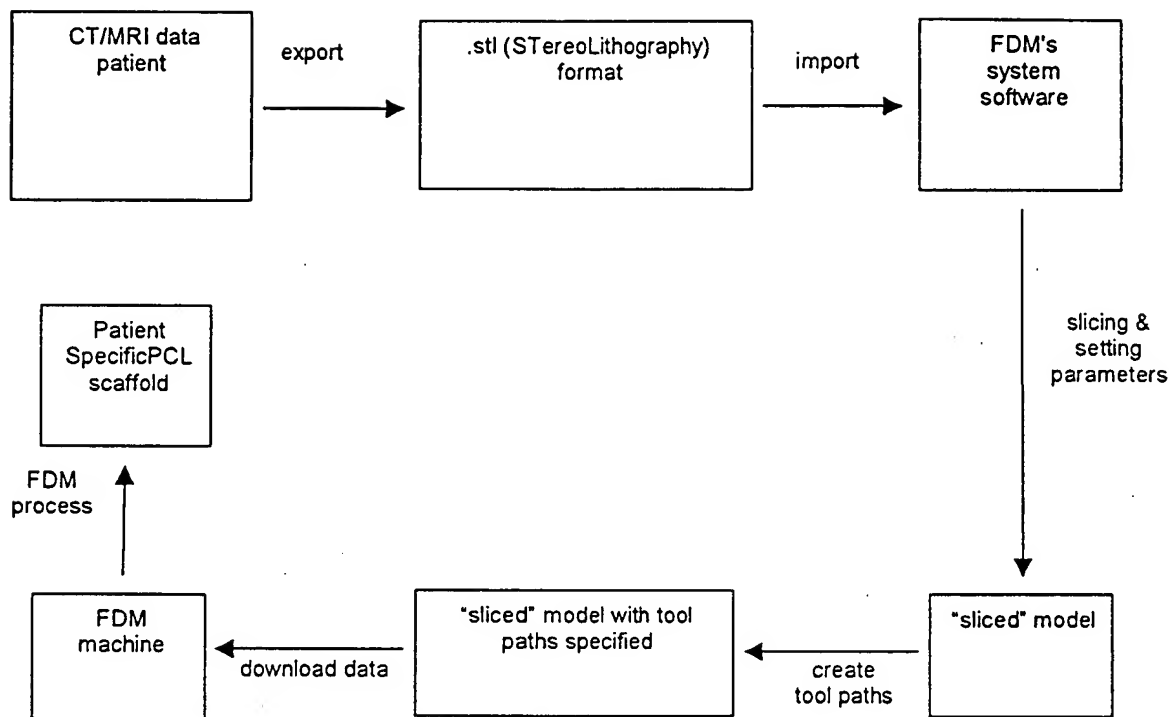 CT/MRI data
patient
export
.stl (STereoLithography)
format
import
FDM's
system
software
slicing &
setting
parameters
Patient
SpecificPCL
scaffold
FDM
process
FDM
machine
download data
"sliced" model with tool
paths specified
create
tool paths
"sliced" model